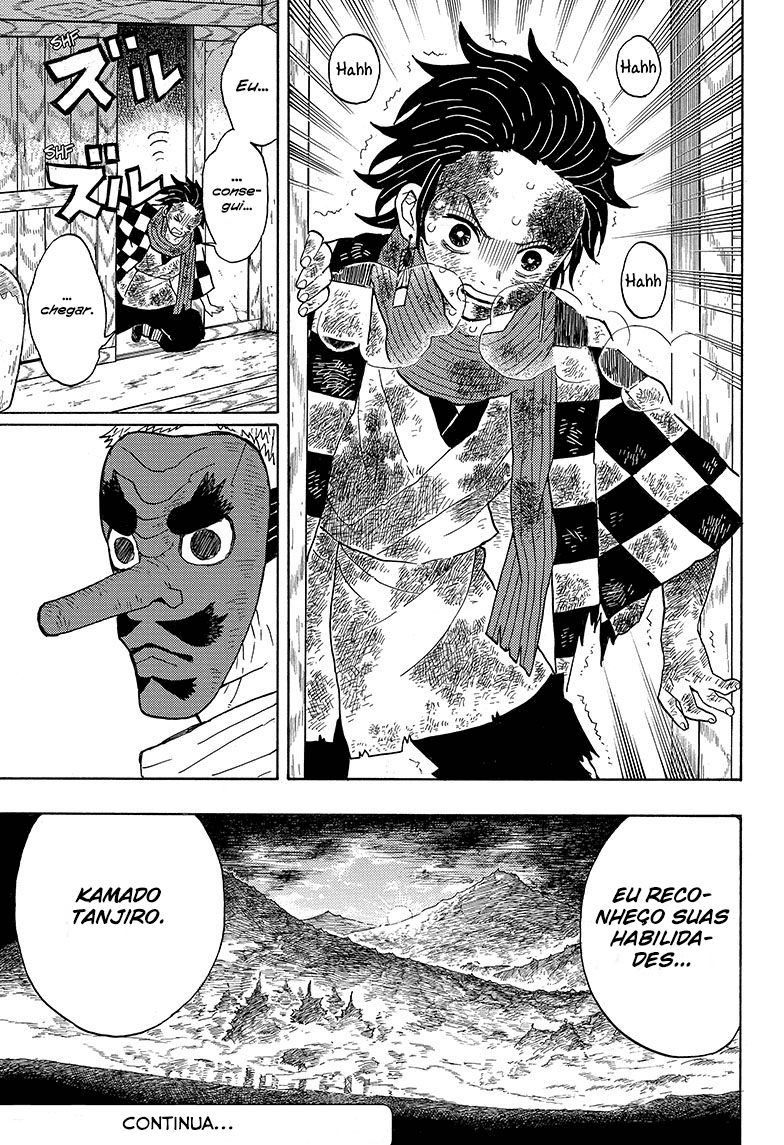 Hahh
Hahh
Hahh
Eu...
...
conse-
gui...
...
chegar.
SHF
ズル
SHF
ズル
EU RECO-
NHEÇO SUAS
HABILIDA-
DES...
KAMADO
TANJIRO.
CONTINUA...